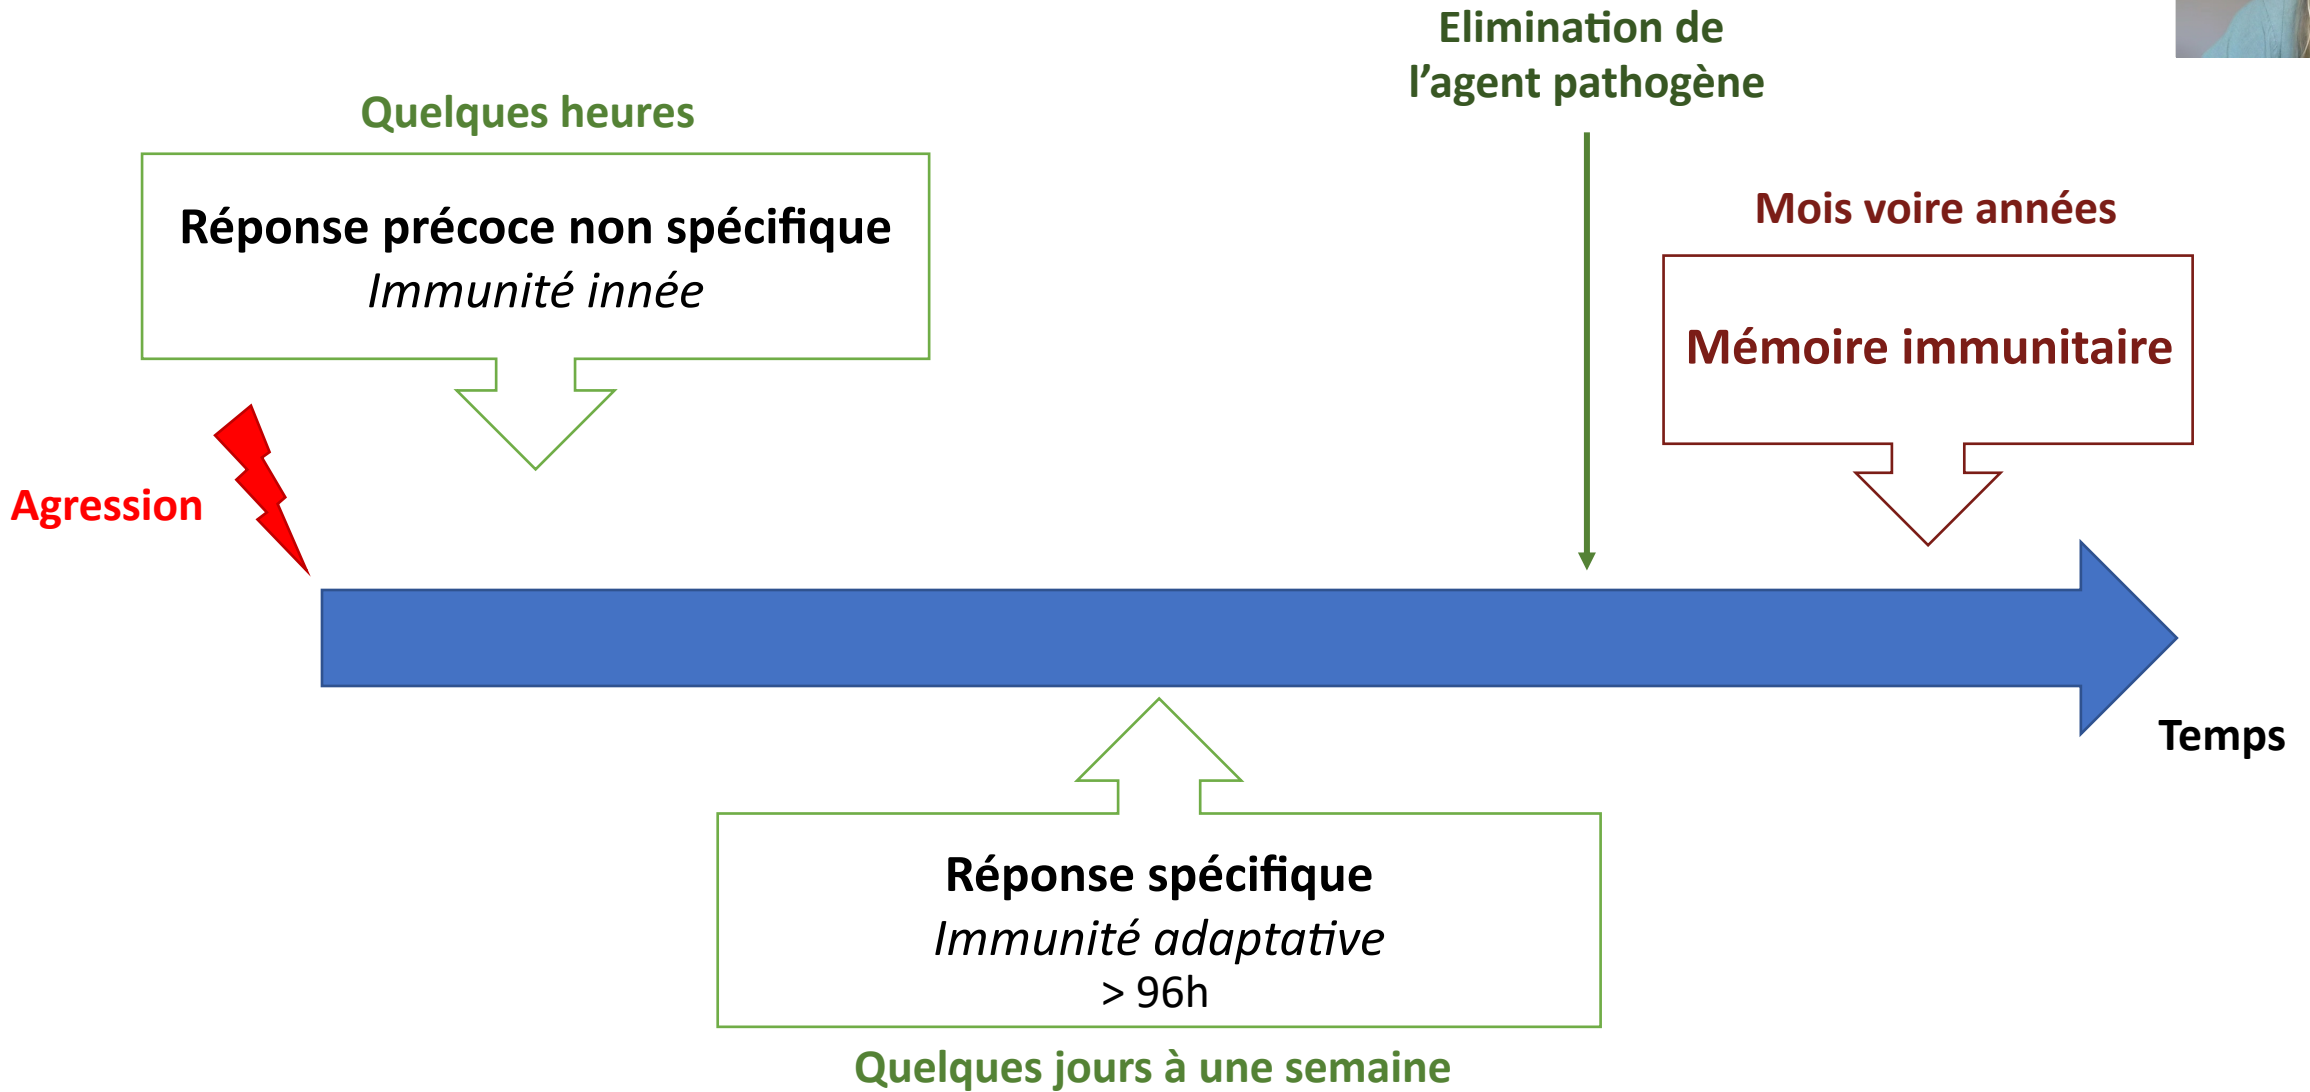 Elimination de
l'agent pathogène
Quelques heures
Réponse précoce non spécifique
Immunité innée
Mois voire années
Mémoire immunitaire
Agression
Temps
Réponse spécifique
Immunité adaptative
> 96h
Quelques jours à une semaine